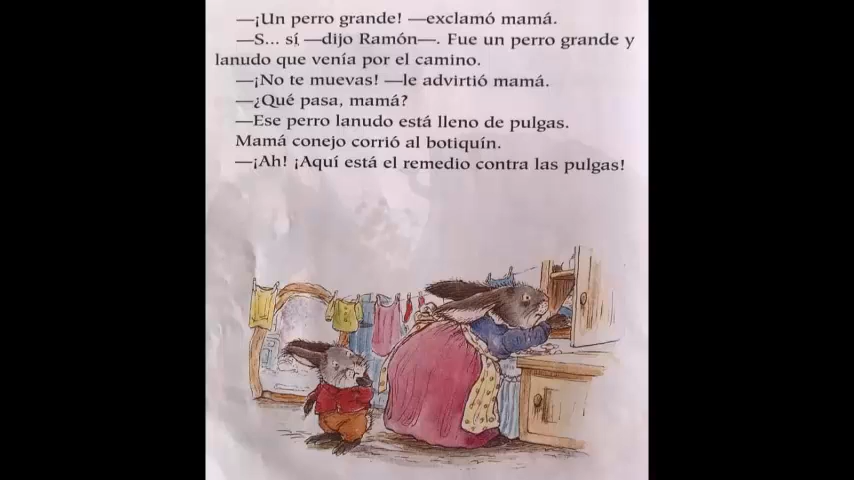 —¡Un perro grande! —exclamó mamá.
—S... sí —dijo Ramón—. Fue un perro grande y
lanudo que venía por el camino.
—¡No te muevas! —le advirtió mamá.
—¿Qué pasa, mamá?
—Ese perro lanudo está lleno de pulgas.
Mamá conejo corrió al botiquín.
—¡Ah! ¡Aquí está el remedio contra las pulgas!